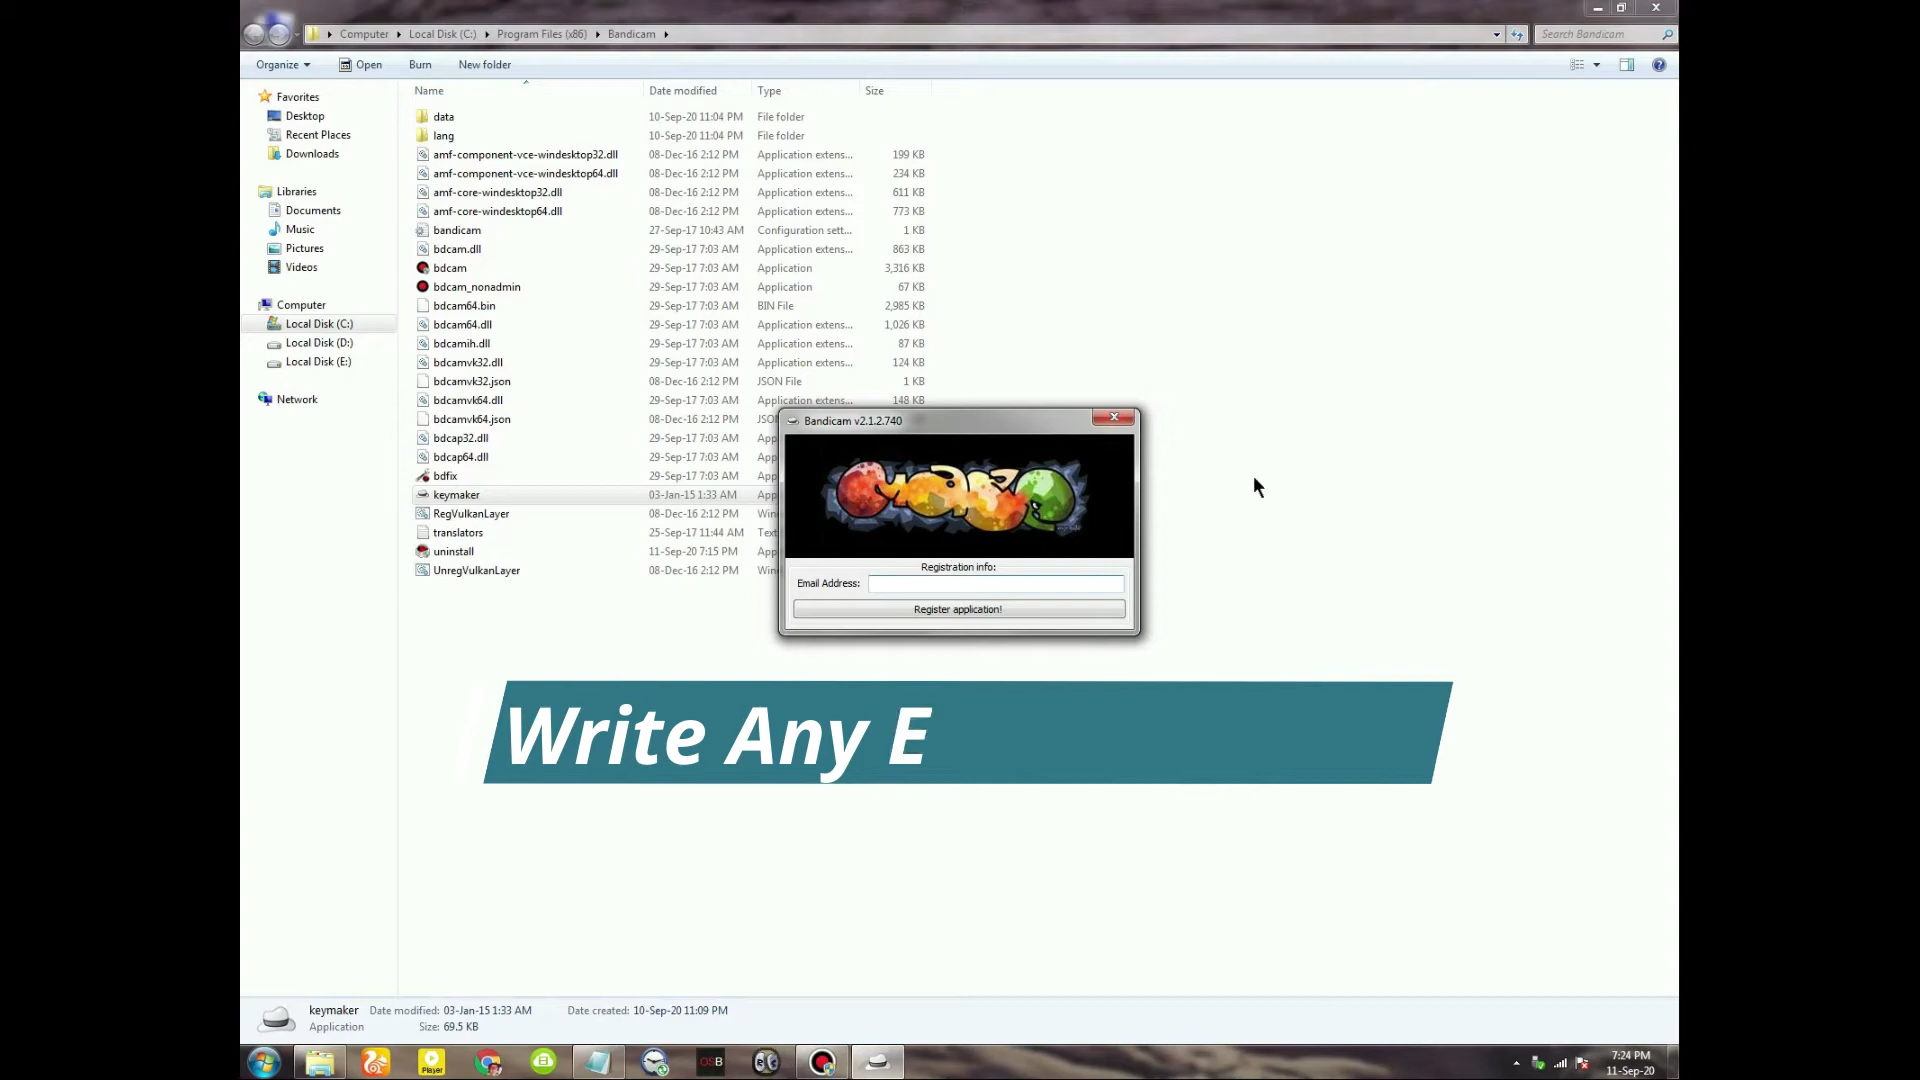 Computer
Local Disk (C:)
Program Files (x86)
Bandicam
Search Bandicam
Organize
Open
Burn
New folder
Name
Date modified
Type
Size
Favorites
Desktop
Recent Places
Downloads
Libraries
Documents
Music
Pictures
Videos
Computer
Local Disk (C:)
Local Disk (D:)
Local Disk (E:)
Network
data 10-Sep-20 11:04 PM File folder
lang 10-Sep-20 11:04 PM File folder
amf-component-vce-windesktop32.dll 08-Dec-16 2:12 PM Application extens... 199 KB
amf-component-vce-windesktop64.dll 08-Dec-16 2:12 PM Application extens... 234 KB
amf-core-windesktop32.dll 08-Dec-16 2:12 PM Application extens... 611 KB
amf-core-windesktop64.dll 08-Dec-16 2:12 PM Application extens... 773 KB
bandicam 27-Sep-17 10:43 AM Configuration sett... 1 KB
bdcam.dll 29-Sep-17 7:03 AM Application extens... 863 KB
bdcam 29-Sep-17 7:03 AM Application 3,316 KB
bdcam_nonadmin 29-Sep-17 7:03 AM Application 67 KB
bdcam64.bin 29-Sep-17 7:03 AM BIN File 2,985 KB
bdcam64.dll 29-Sep-17 7:03 AM Application extens... 1,026 KB
bdcamih.dll 29-Sep-17 7:03 AM Application extens... 87 KB
bdcamvk32.dll 29-Sep-17 7:03 AM Application extens... 124 KB
bdcamvk32.json 08-Dec-16 2:12 PM JSON File 1 KB
bdcamvk64.dll 29-Sep-17 7:03 AM Application extens... 148 KB
bdcamvk64.json 08-Dec-16 2:12 PM JSO
bdcap32.dll 29-Sep-17 7:03 AM Ap
bdcap64.dll 29-Sep-17 7:03 AM Ap
bdfix 29-Sep-17 7:03 AM Ap
keymaker 03-Jan-15 1:33 AM App
RegVulkanLayer 08-Dec-16 2:12 PM Win
translators 25-Sep-17 11:44 AM Text
uninstall 11-Sep-20 7:15 PM App
UnregVulkanLayer 08-Dec-16 2:12 PM Win
Bandicam v2.1.2.740
Registration info:
Email Address:
Register application!
Write Any E
keymaker Date modified: 03-Jan-15 1:33 AM Date created: 10-Sep-20 11:09 PM
Application Size: 69.5 KB
Player
OSB
7:24 PM
11-Sep-20